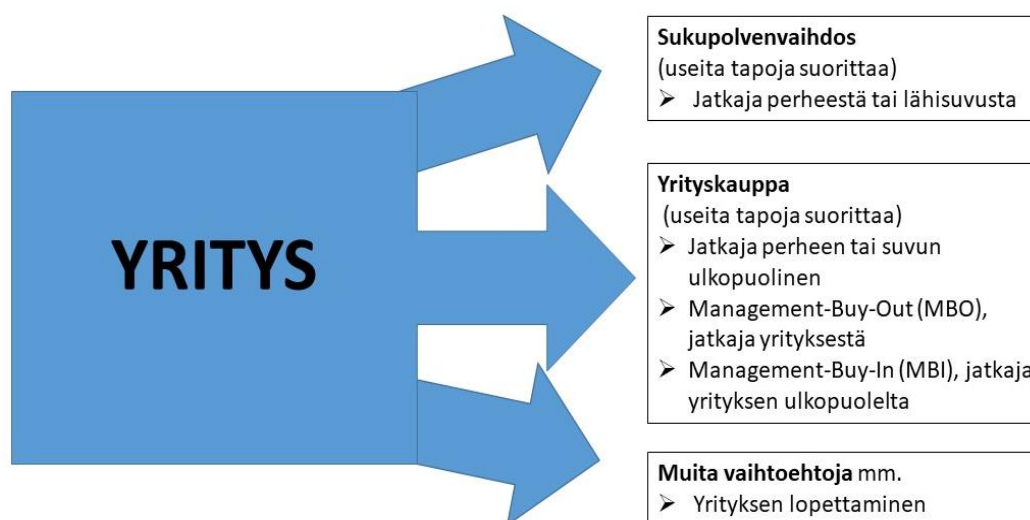 YRITYS
Sukupolvenvaihdos
(useita tapoja suorittaa)
➢ Jatkaja perheestä tai lähisuvusta
Yrityskauppa
(useita tapoja suorittaa)
➢ Jatkaja perheen tai suvun
ulkopuolinen
➢ Management-Buy-Out (MBO),
jatkaja yrityksestä
➢ Management-Buy-In (MBI), jatkaja
yrityksen ulkopuolelta
Muita vaihtoehtoja mm.
➢ Yrityksen lopettaminen